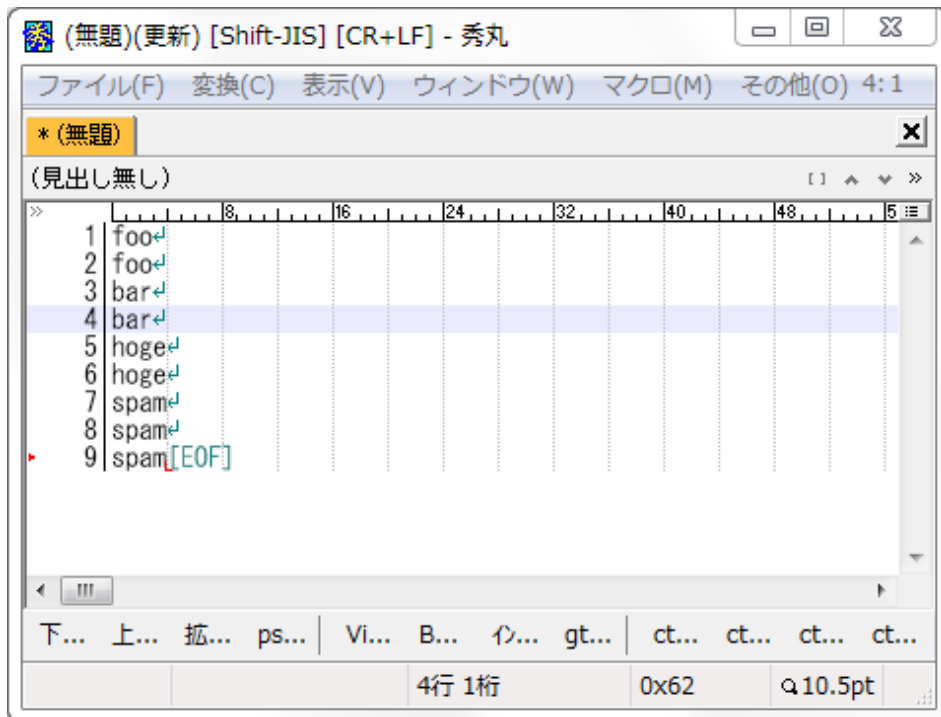 (無題)(更新) [Shift-JIS] [CR+LF] - 秀丸
ファイル(F) 変換(C) 表示(V) ウィンドウ(W) マクロ(M) その他(O) 4:1
* (無題)
(見出し無し)
8 16 24 32 40 48 5
1 foo↲
2 foo↲
3 bar↲
4 bar↲
5 hoge↲
6 hoge↲
7 spam↲
8 spam↲
9 spam[EOF]
下... 上... 拡... ps... Vi... B... イン... gt... ct... ct... ct... ct...
4行 1桁 0x62 10.5pt